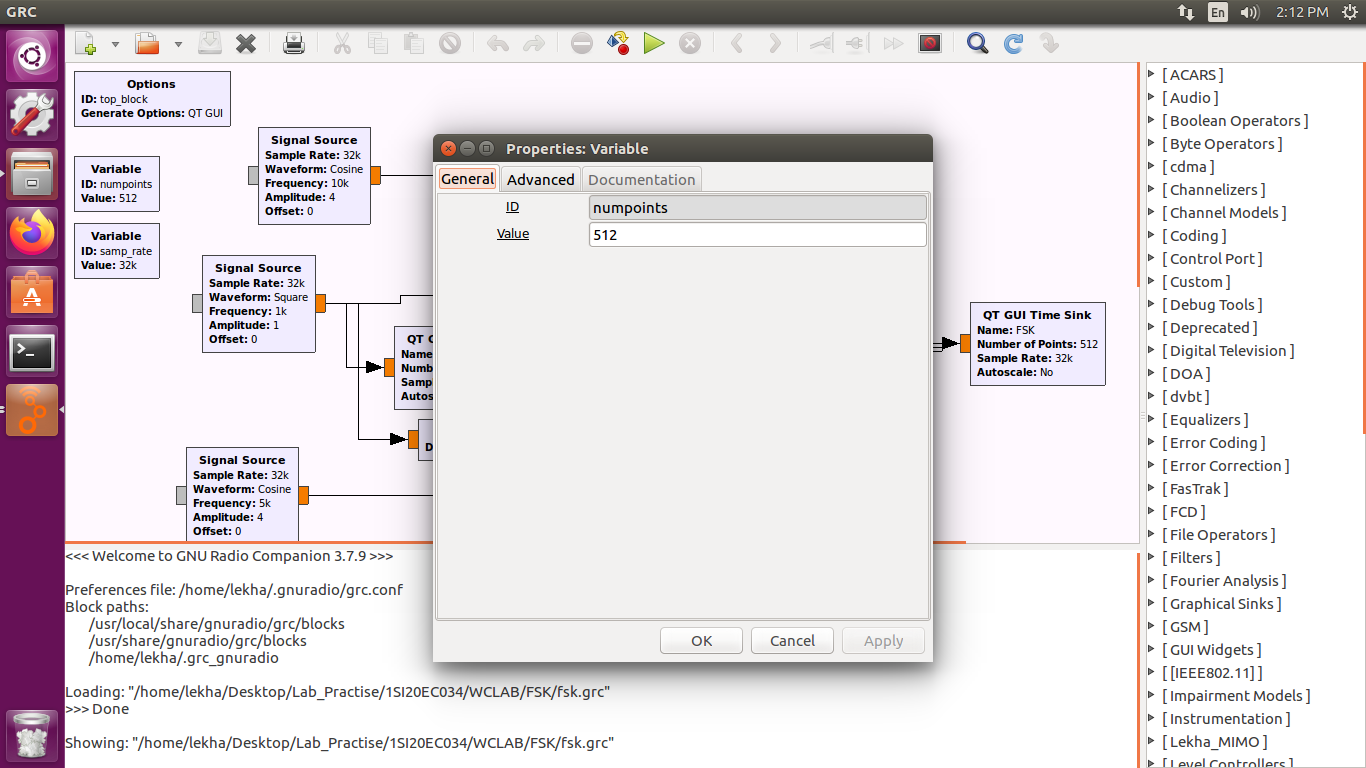 GRC
En
2:12 PM
Options
ID: top_block
Generate Options: QT GUI
Variable
ID: numpoints
Value: 512
Variable
ID: samp_rate
Value: 32k
Signal Source
Sample Rate: 32k
Waveform: Cosine
Frequency: 10k
Amplitude: 4
Offset: 0
Signal Source
Sample Rate: 32k
Waveform: Square
Frequency: 1k
Amplitude: 1
Offset: 0
QT
Name
Signal Source
Sample Rate: 32k
Waveform: Cosine
Frequency: 5k
Amplitude: 4
Offset: 0
Properties: Variable
General
Advanced
Documentation
ID
numpoints
Value
512
OK
Cancel
Apply
QT GUI Time Sink
Name: FSK
Number of Points: 512
Sample Rate: 32k
Autoscale: No
<<< Welcome to GNU Radio Companion 3.7.9 >>>
Preferences file: /home/lekha/.gnuradio/grc.conf
Block paths:
/usr/local/share/gnuradio/grc/blocks
/usr/share/gnuradio/grc/blocks
/home/lekha/.grc_gnuradio
Loading: "/home/lekha/Desktop/Lab_Practise/1SI20EC034/WCLAB/FSK/fsk.grc"
>>> Done
Showing: "/home/lekha/Desktop/Lab_Practise/1SI20EC034/WCLAB/FSK/fsk.grc"
[ ACARS ]
[ Audio ]
[ Boolean Operators ]
[ Byte Operators ]
[ cdma ]
[ Channelizers ]
[ Channel Models ]
[ Coding ]
[ Control Port ]
[ Custom ]
[ Debug Tools ]
[ Deprecated ]
[ Digital Television ]
[ DOA ]
[ dvbt ]
[ Equalizers ]
[ Error Coding ]
[ Error Correction ]
[ FasTrak ]
[ FCD ]
[ File Operators ]
[ Filters ]
[ Fourier Analysis ]
[ Graphical Sinks ]
[ GSM ]
[ GUI Widgets ]
[ [IEEE802.11] ]
[ Impairment Models ]
[ Instrumentation ]
[ Lekha_MIMO ]
[ Level Controllers ]